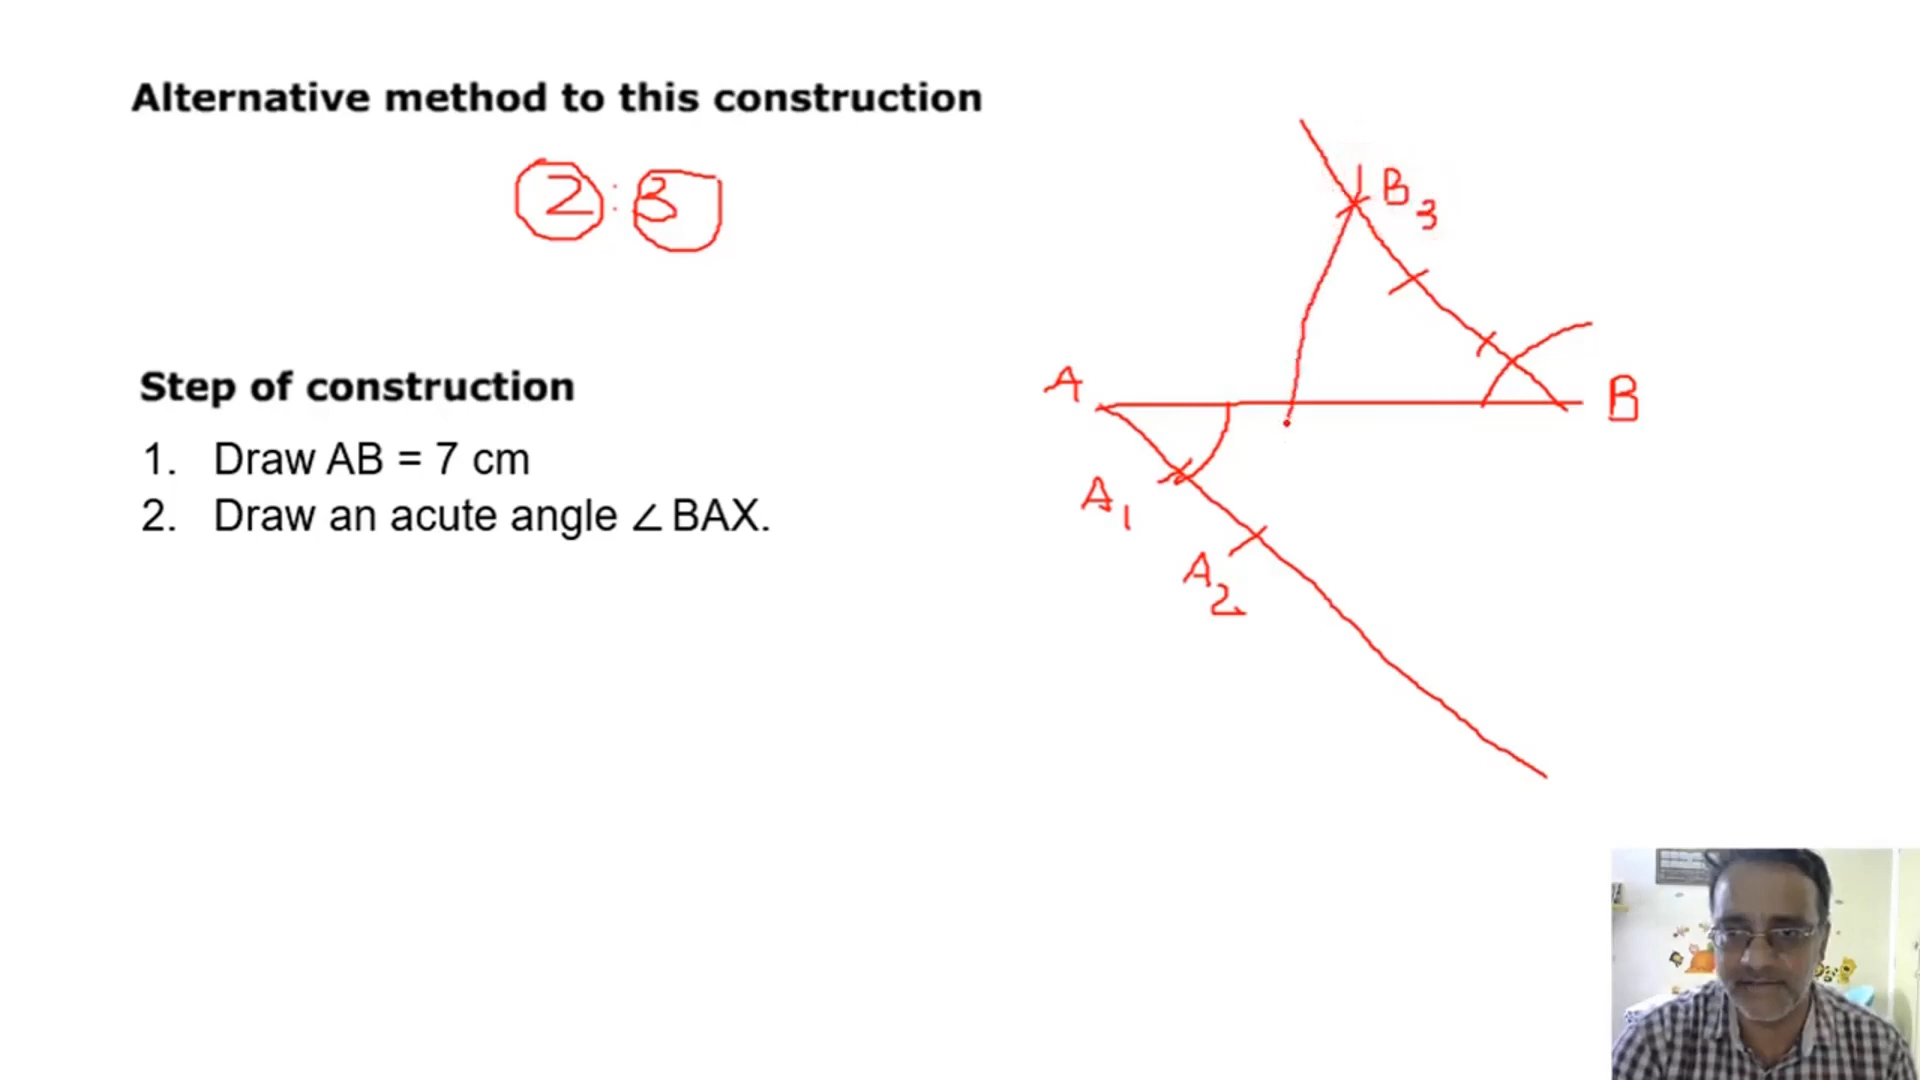 Alternative method to this construction
2 : 3
B3
A
B
Step of construction
1. Draw AB = 7 cm
2. Draw an acute angle ∠BAX.
A1
A2